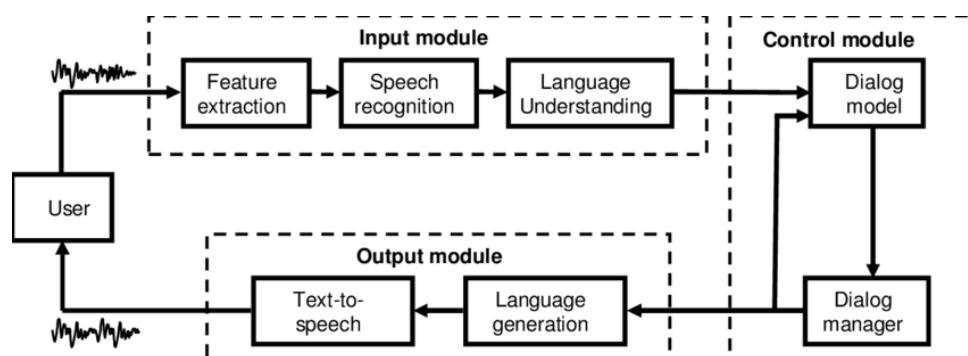 Input module
Control module
Feature
extraction
Speech
recognition
Language
Understanding
Dialog
model
User
Output module
Text-to-
speech
Language
generation
Dialog
manager